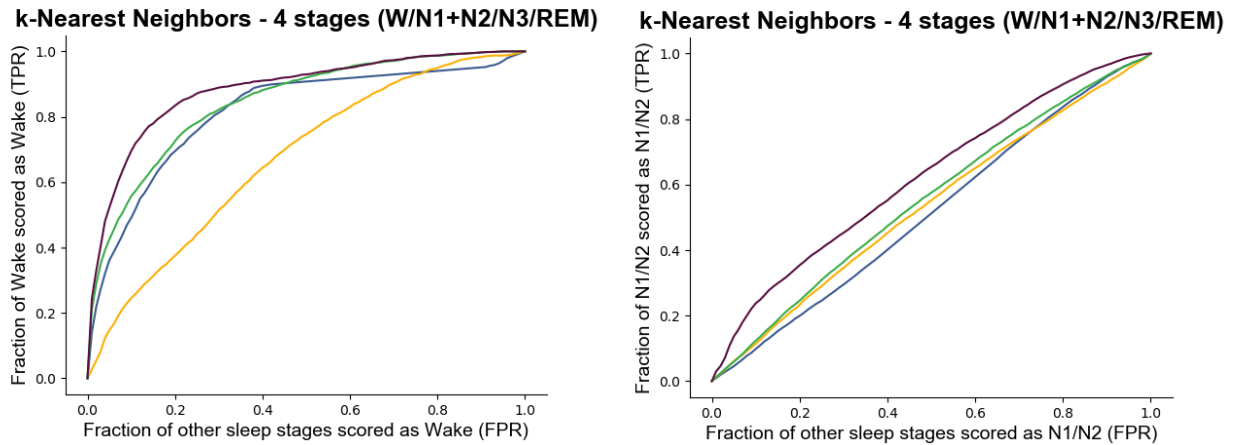 k-Nearest Neighbors - 4 stages (W/N1+N2/N3/REM)
Fraction of Wake scored as Wake (TPR)
1.0
0.8
0.6
0.4
0.2
0.0
0.0 0.2 0.4 0.6 0.8 1.0
Fraction of other sleep stages scored as Wake (FPR)
k-Nearest Neighbors - 4 stages (W/N1+N2/N3/REM)
Fraction of N1/N2 scored as N1/N2 (TPR)
1.0
0.8
0.6
0.4
0.2
0.0
0.0 0.2 0.4 0.6 0.8 1.0
Fraction of other sleep stages scored as N1/N2 (FPR)